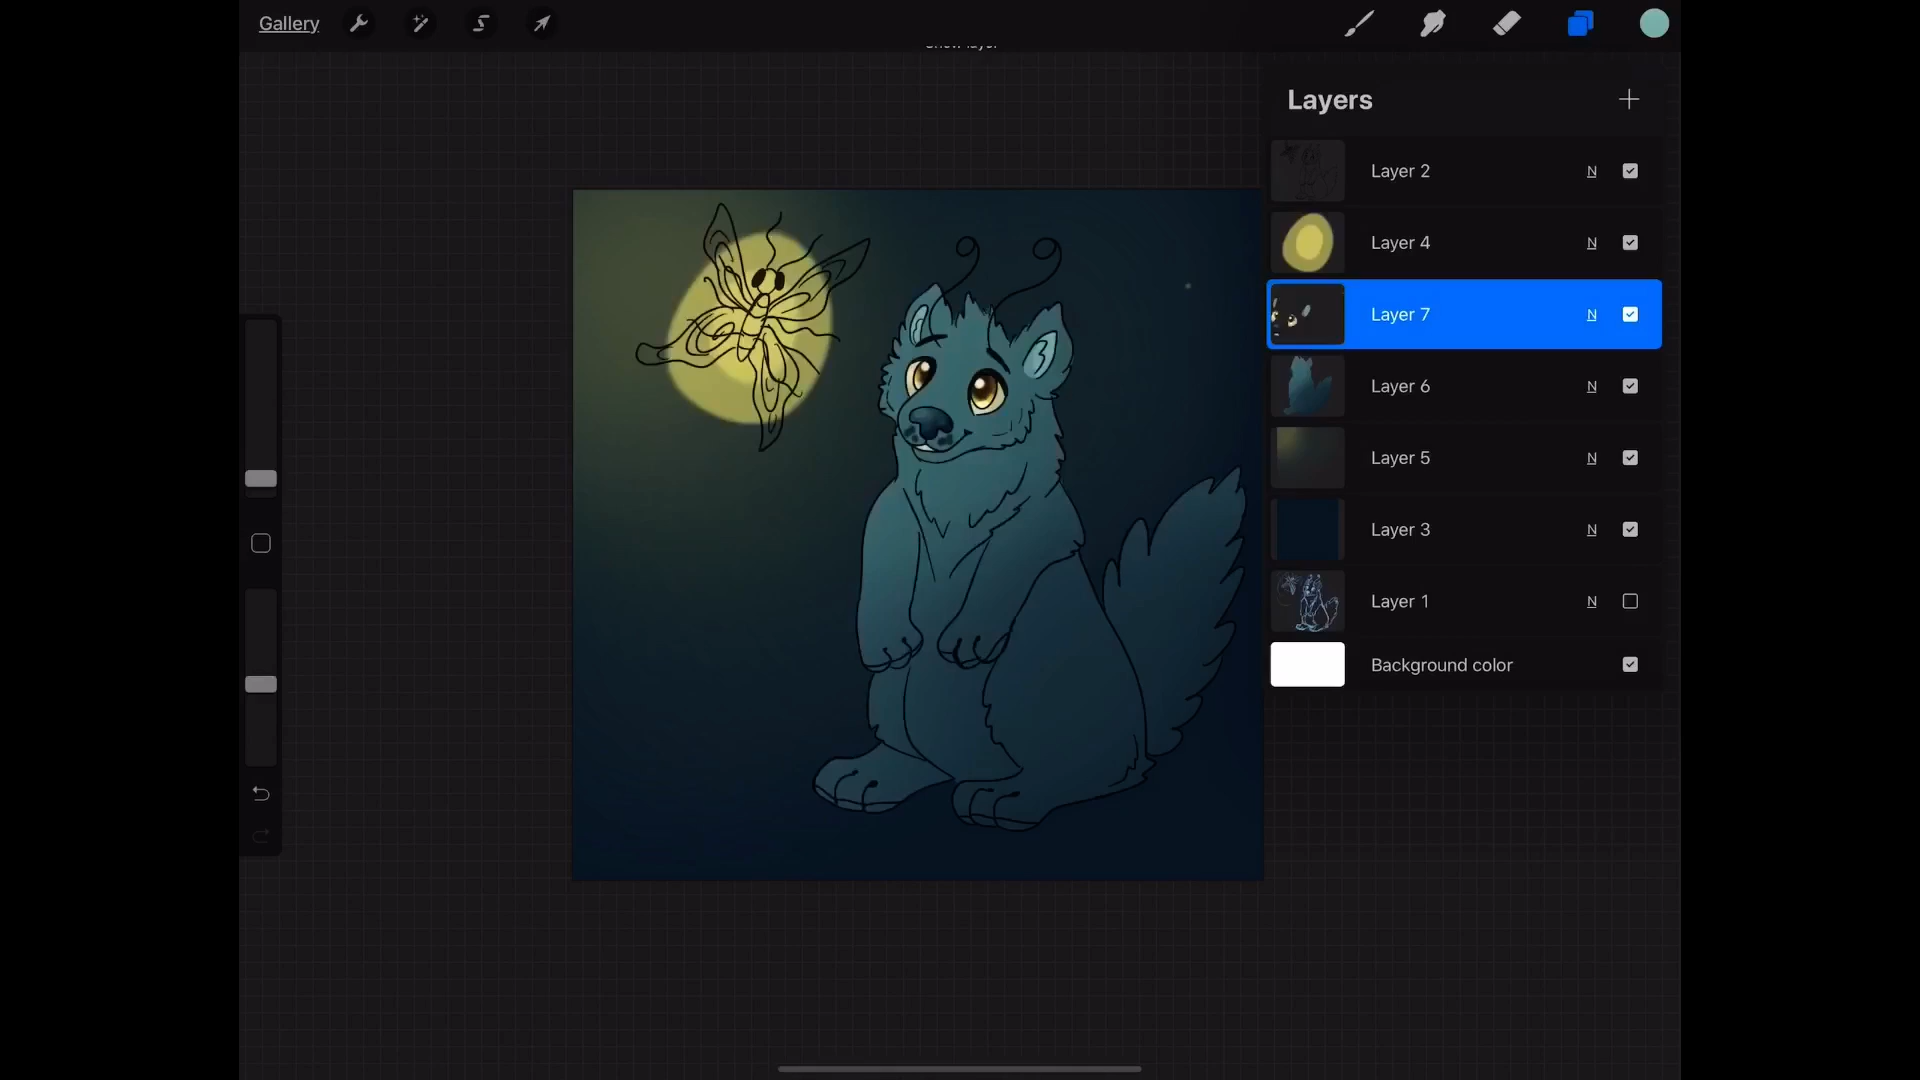 Gallery
Layers
Layer 2 N
Layer 4 N
Layer 7 N
Layer 6 N
Layer 5 N
Layer 3 N
Layer 1 N
Background color